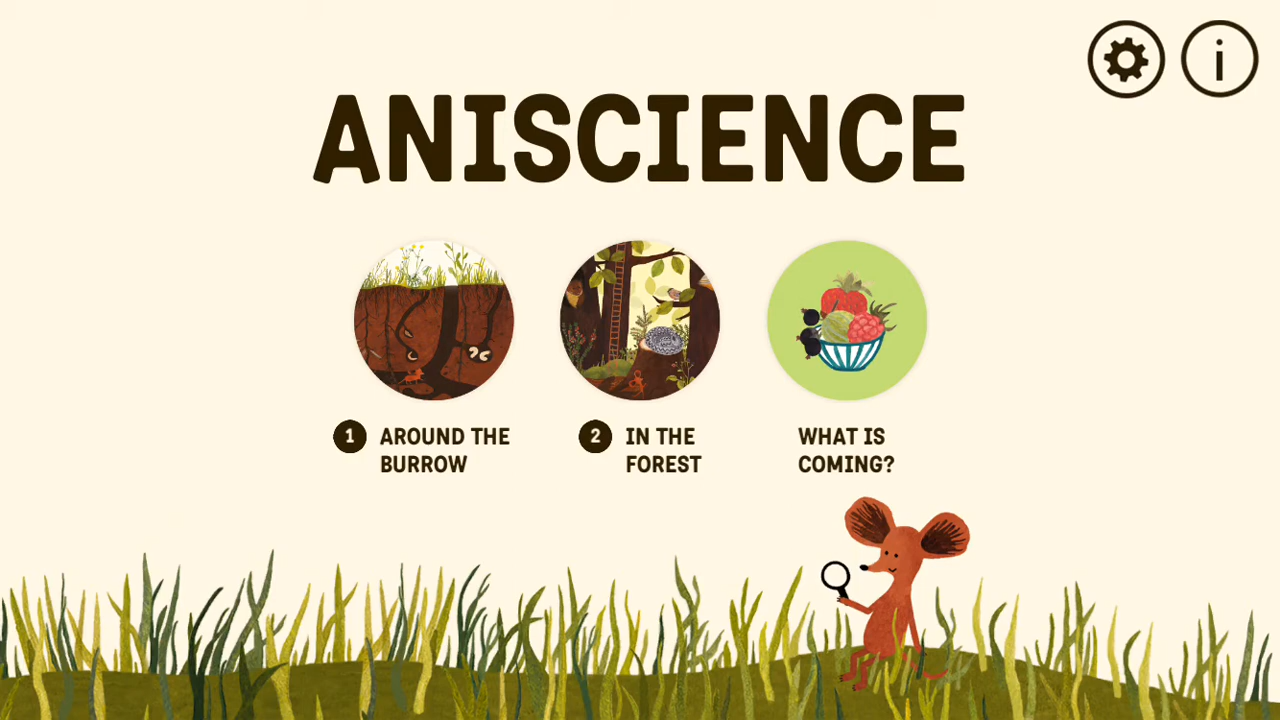 i
ANISCIENCE
1 AROUND THE
BURROW
2 IN THE
FOREST
WHAT IS
COMING?